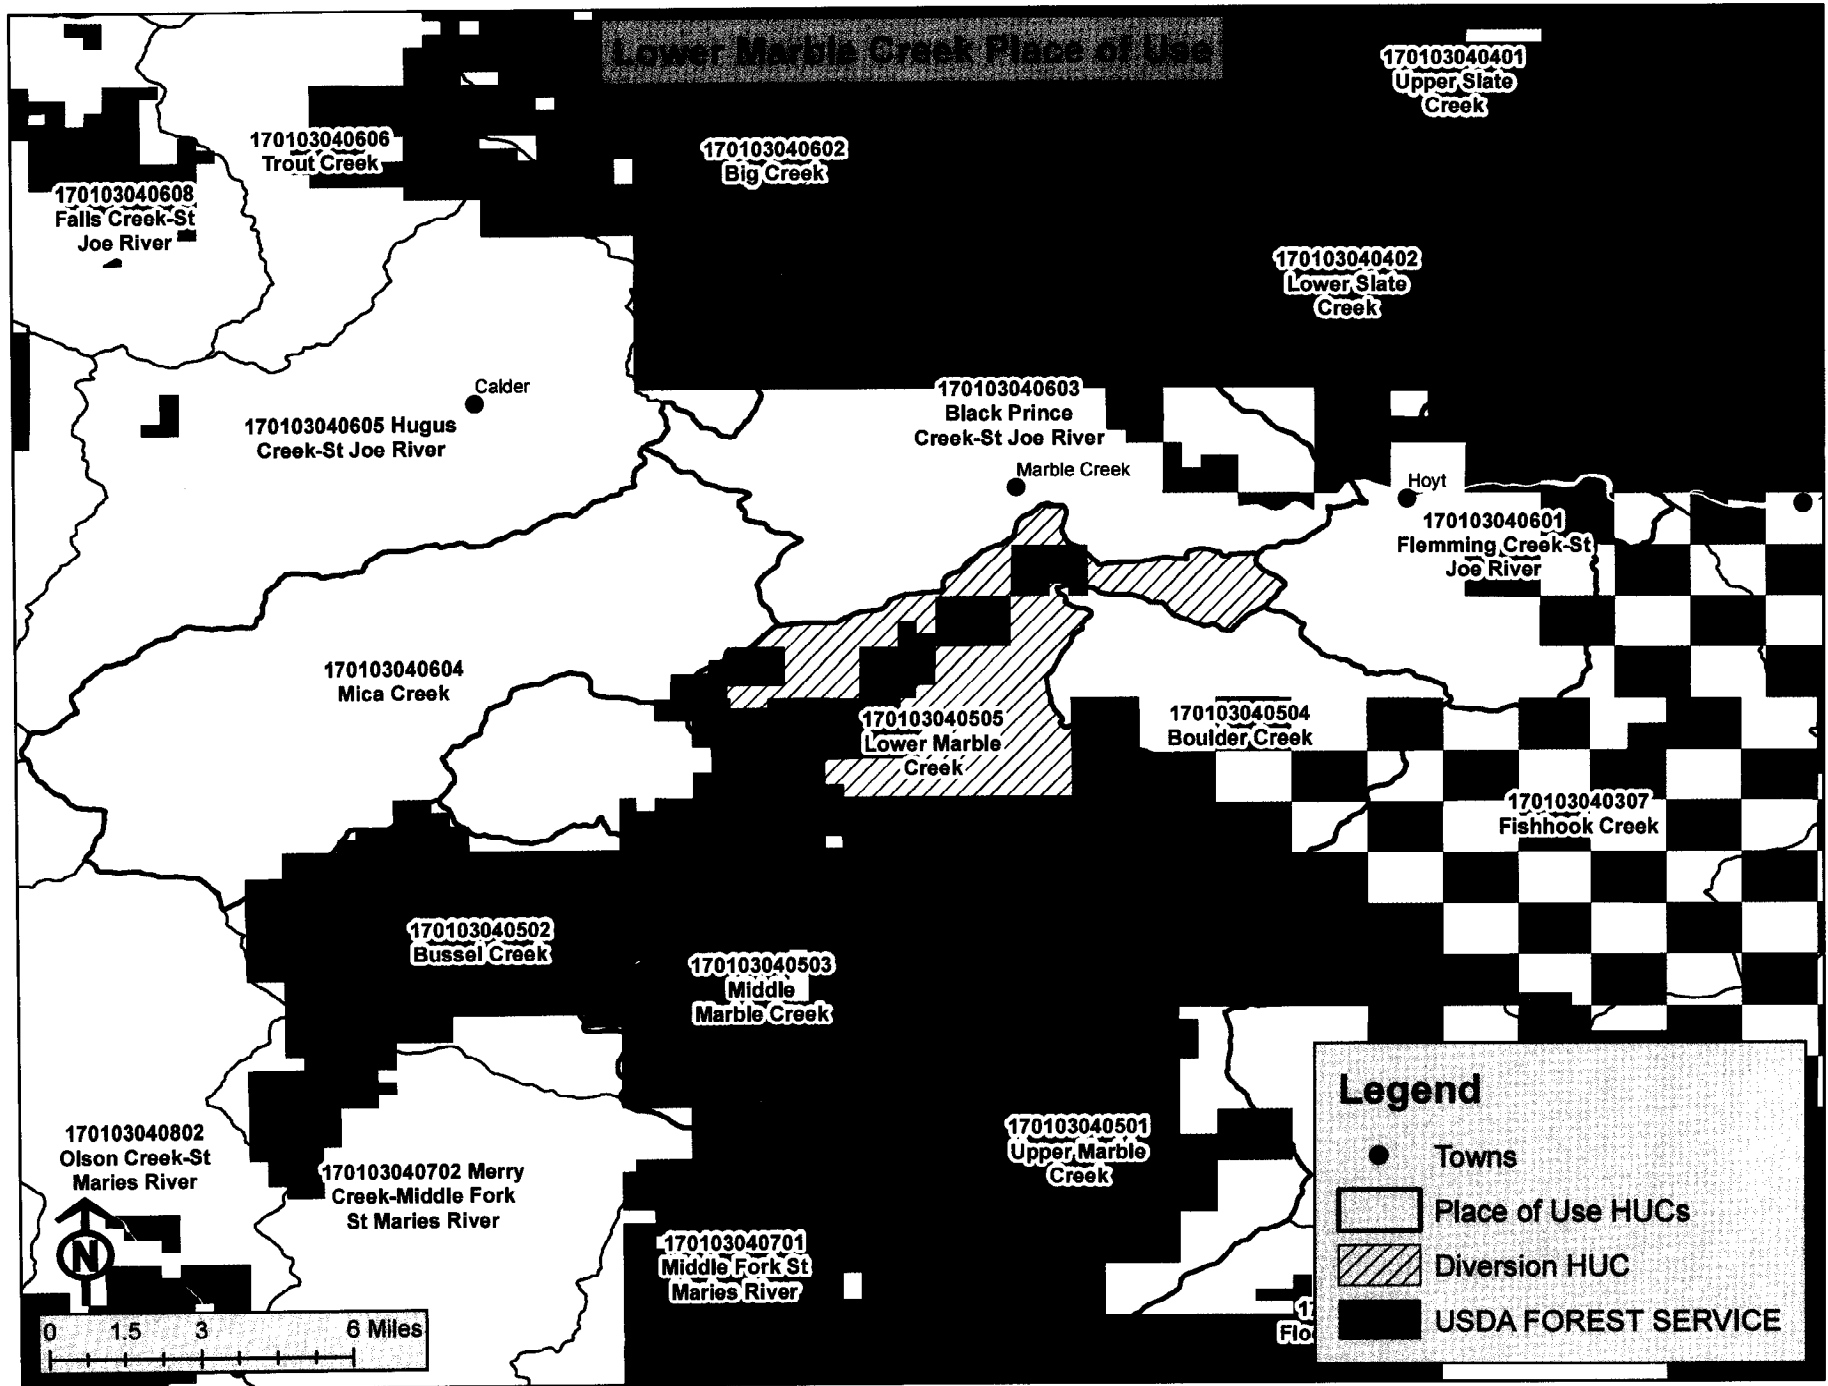 Lower Marble Creek Place of Use
170103040401
Upper Slate
Creek
170103040606
Trout Creek
170103040602
Big Creek
170103040608
Falls Creek-St
Joe River
170103040402
Lower Slate
Creek
Calder
170103040605 Hugus
Creek-St Joe River
170103040603
Black Prince
Creek-St Joe River
Marble Creek
Hoyt
170103040601
Flemming Creek-St
Joe River
170103040604
Mica Creek
170103040505
Lower Marble
Creek
170103040504
Boulder Creek
170103040307
Fishhook Creek
170103040502
Bussel Creek
170103040503
Middle
Marble Creek
170103040802
Olson Creek-St
Maries River
170103040702 Merry
Creek-Middle Fork
St Maries River
170103040501
Upper Marble
Creek
170103040701
Middle Fork St
Maries River
17
Floo
N
0 1.5 3 6 Miles
Legend
Towns
Place of Use HUCs
Diversion HUC
USDA FOREST SERVICE